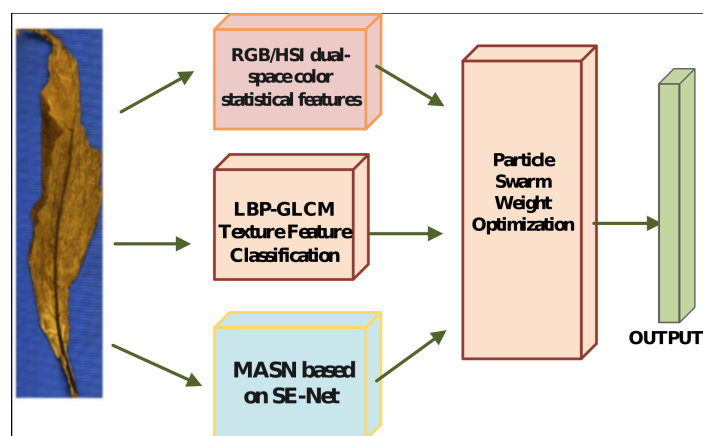 RGB/HSI dual-
space color
statistical features
LBP-GLCM
Texture Feature
Classification
MASN based
on SE-Net
Particle
Swarm
Weight
Optimization
OUTPUT